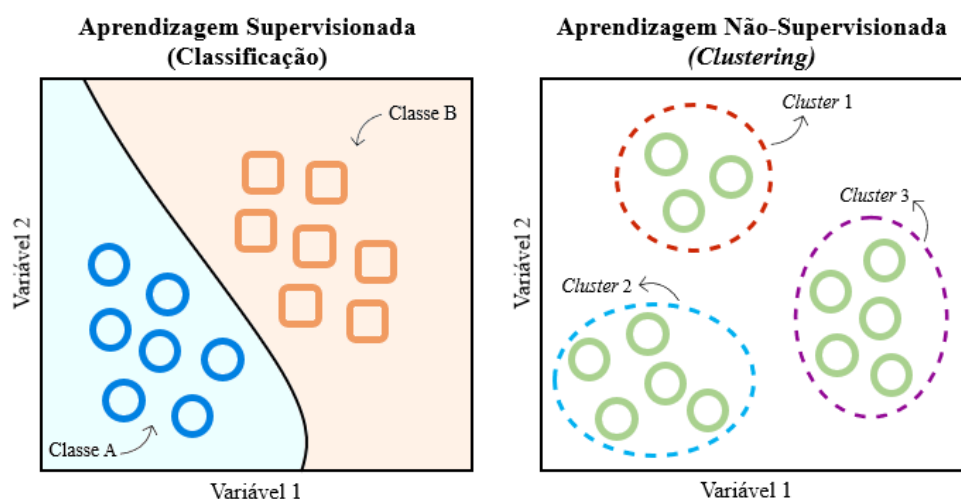 Aprendizagem Supervisionada
(Classificação)
Variável 2
Classe B
Classe A
Variável 1
Aprendizagem Não-Supervisionada
(Clustering)
Variável 2
Cluster 1
Cluster 3
Cluster 2
Variável 1